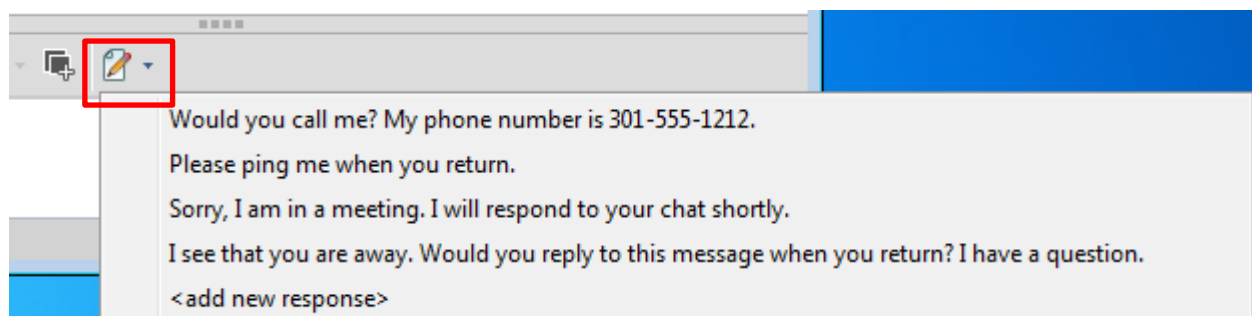 Would you call me? My phone number is 301-555-1212.
Please ping me when you return.
Sorry, I am in a meeting. I will respond to your chat shortly.
I see that you are away. Would you reply to this message when you return? I have a question.
<add new response>